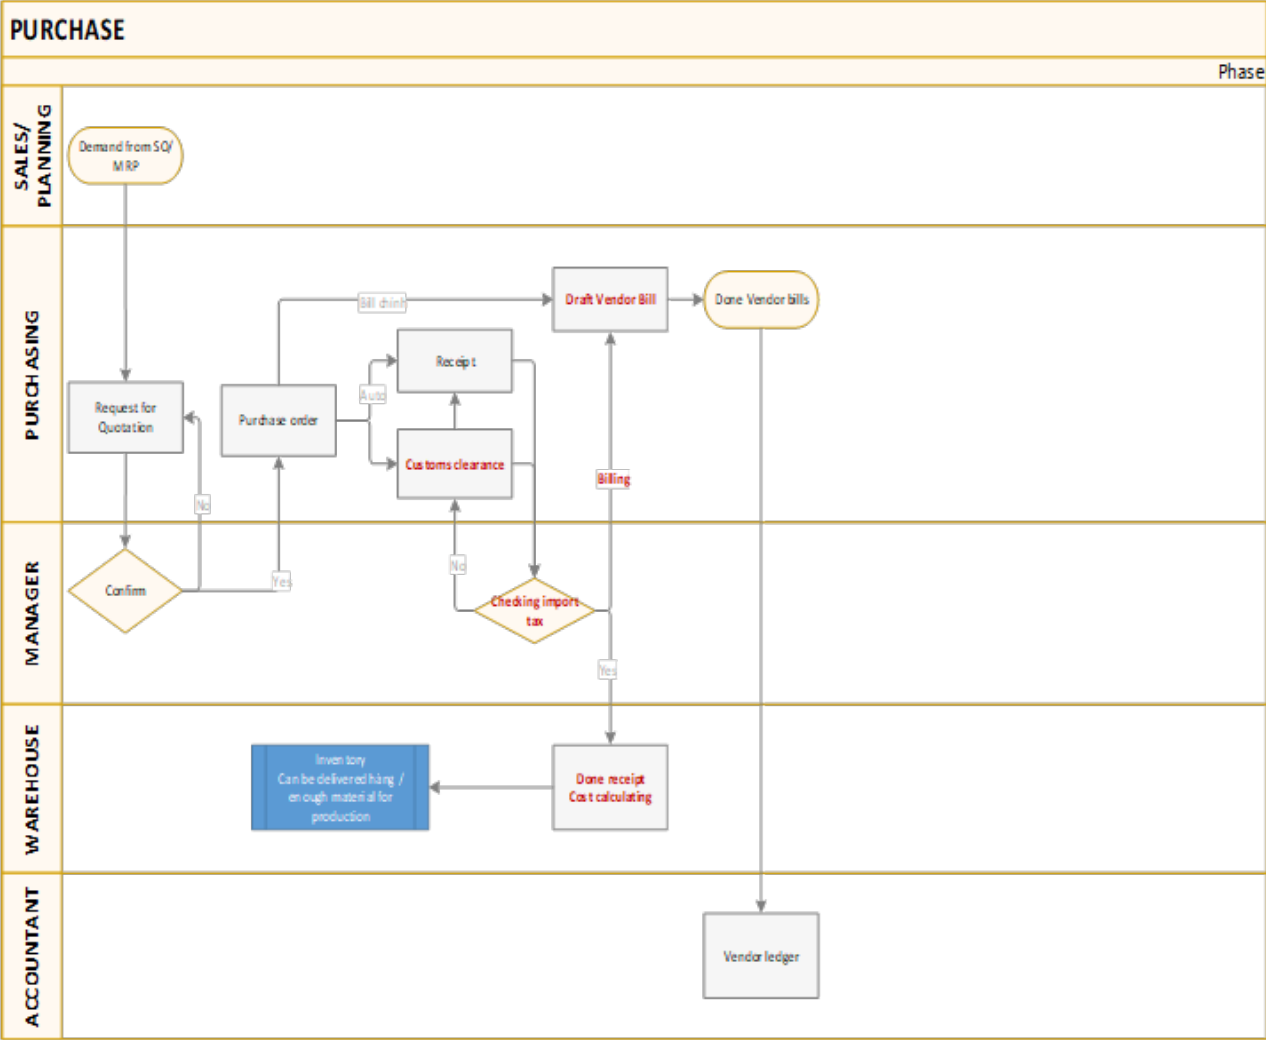 PURCHASE
Phase
SALES/
PLANNING
Demand from SO/
MRP
PURCHASING
Draft Vendor Bill
Done Vendor bills
Bill chính
Receipt
Auto
Request for
Quotation
Purchase order
Customs clearance
Billing
No
MANAGER
Confirm
Yes
No
Checking import
tax
Yes
WAREHOUSE
Inventory
Can be delivered hàng /
enough material for
production
Done receipt
Cost calculating
ACCOUNTANT
Vendor ledger